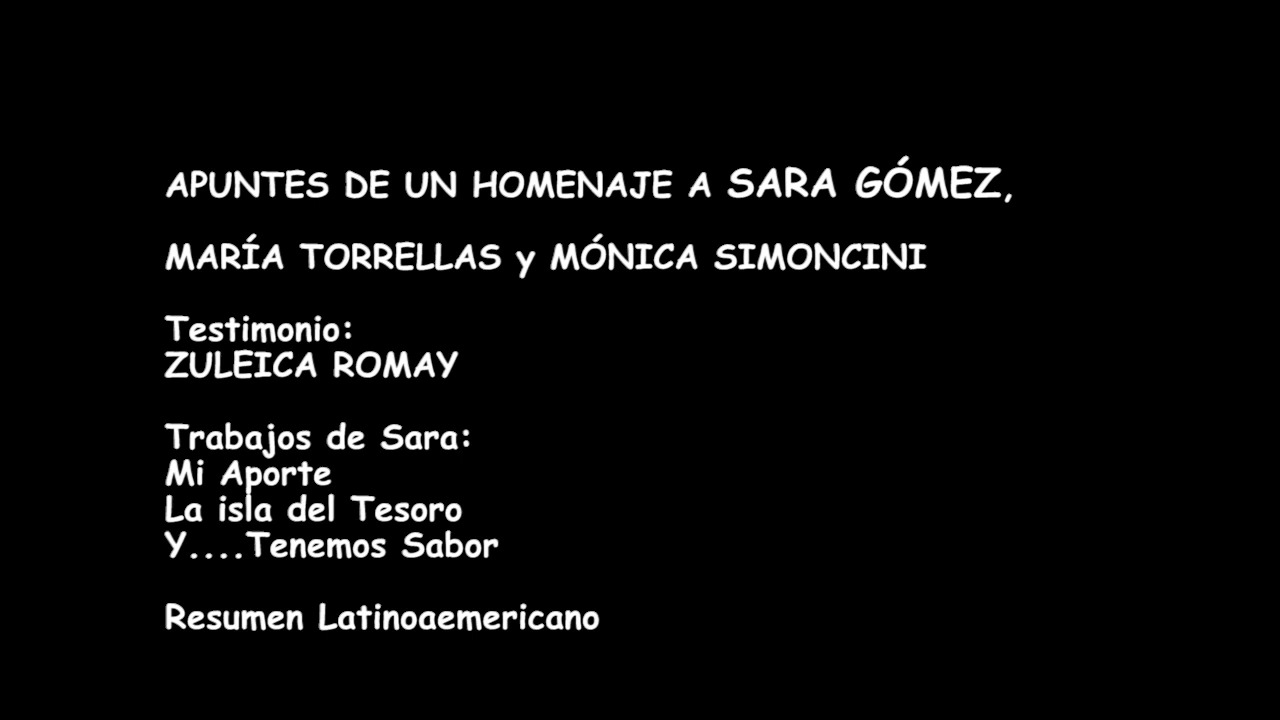 APUNTES DE UN HOMENAJE A SARA GÓMEZ,
MARÍA TORRELLAS y MÓNICA SIMONCINI
Testimonio:
ZULEICA ROMAY
Trabajos de Sara:
Mi Aporte
La isla del Tesoro
Y....Tenemos Sabor
Resumen Latinoaemericano